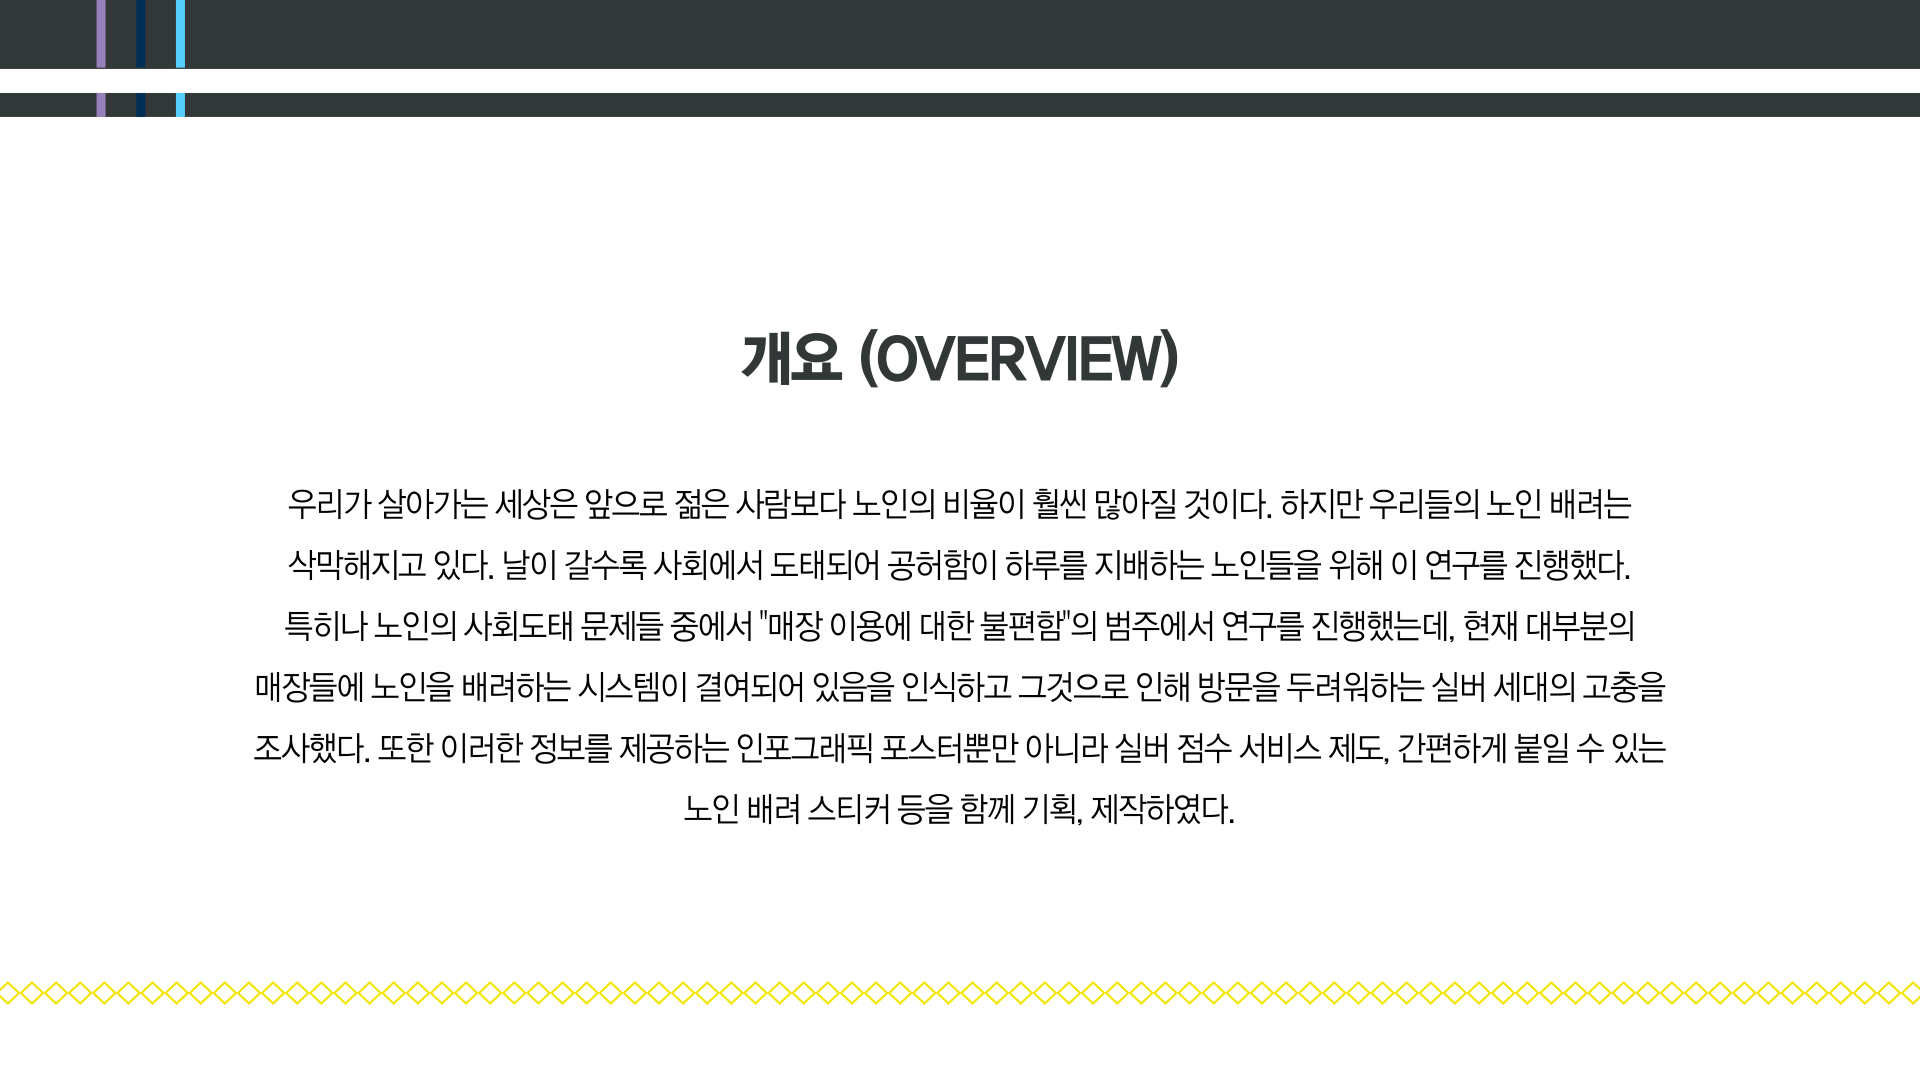 개요 (OVERVIEW)
우리가 살아가는 세상은 앞으로 젊은 사람보다 노인의 비율이 훨씬 많아질 것이다. 하지만 우리들의 노인 배려는
삭막해지고 있다. 날이 갈수록 사회에서 도태되어 공허함이 하루를 지배하는 노인들을 위해 이 연구를 진행했다.
특히나 노인의 사회도태 문제들 중에서 "매장 이용에 대한 불편함"의 범주에서 연구를 진행했는데, 현재 대부분의
매장들에 노인을 배려하는 시스템이 결여되어 있음을 인식하고 그것으로 인해 방문을 두려워하는 실버 세대의 고충을
조사했다. 또한 이러한 정보를 제공하는 인포그래픽 포스터뿐만 아니라 실버 점수 서비스 제도, 간편하게 붙일 수 있는
노인 배려 스티커 등을 함께 기획, 제작하였다.